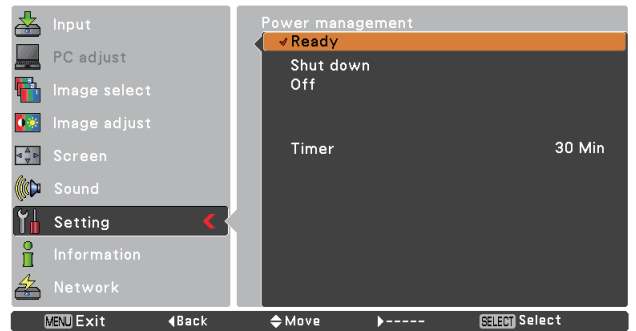 Input
PC adjust
Image select
Image adjust
Screen
Sound
Setting
Information
Network
Power management
Ready
Shut down
Off
Timer 30 Min
MENU Exit Back Move ----- SELECT Select